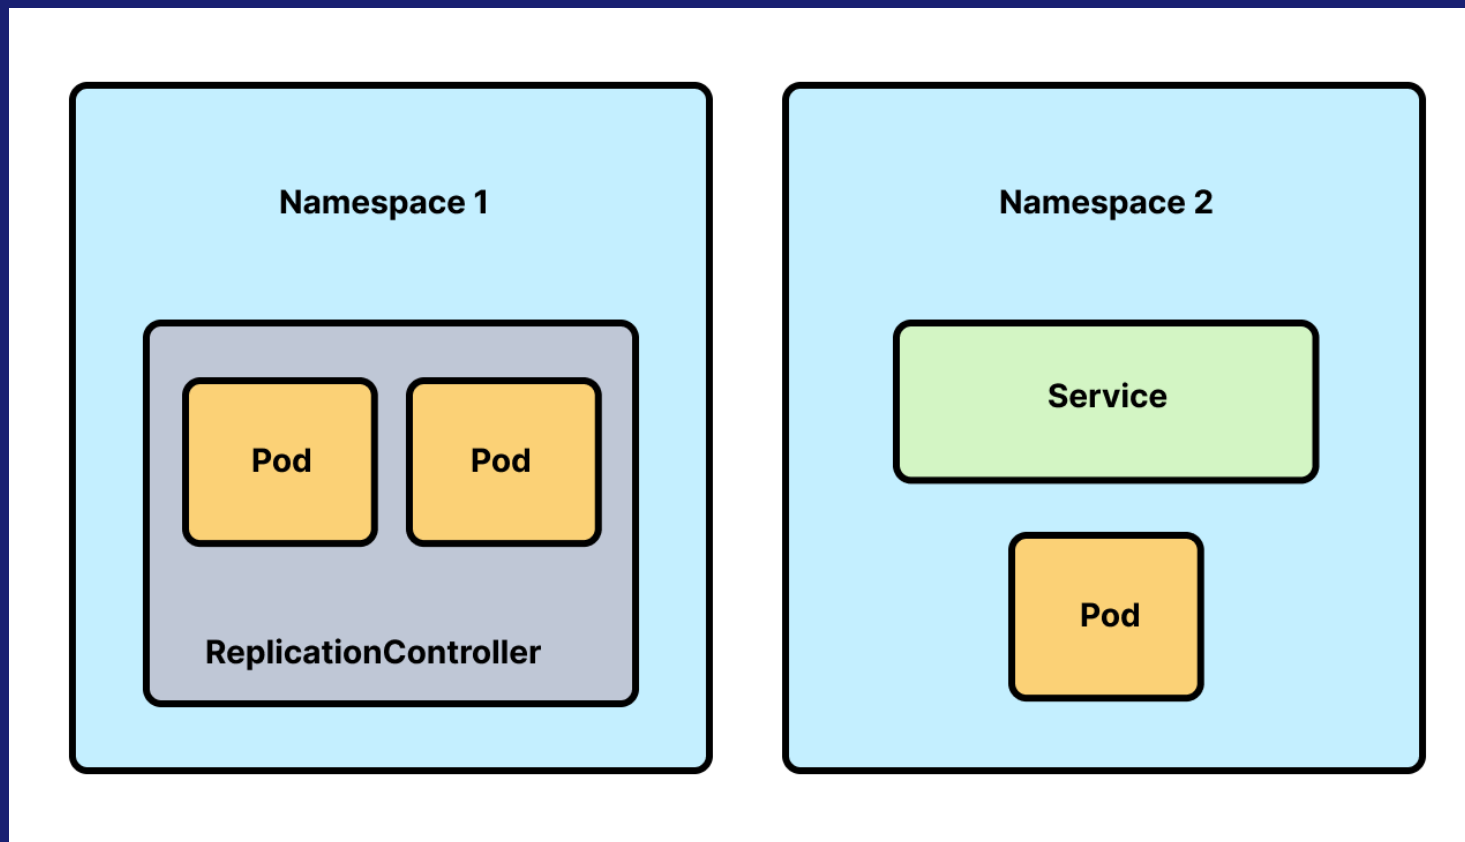 Namespace 1
Pod
Pod
ReplicationController
Namespace 2
Service
Pod